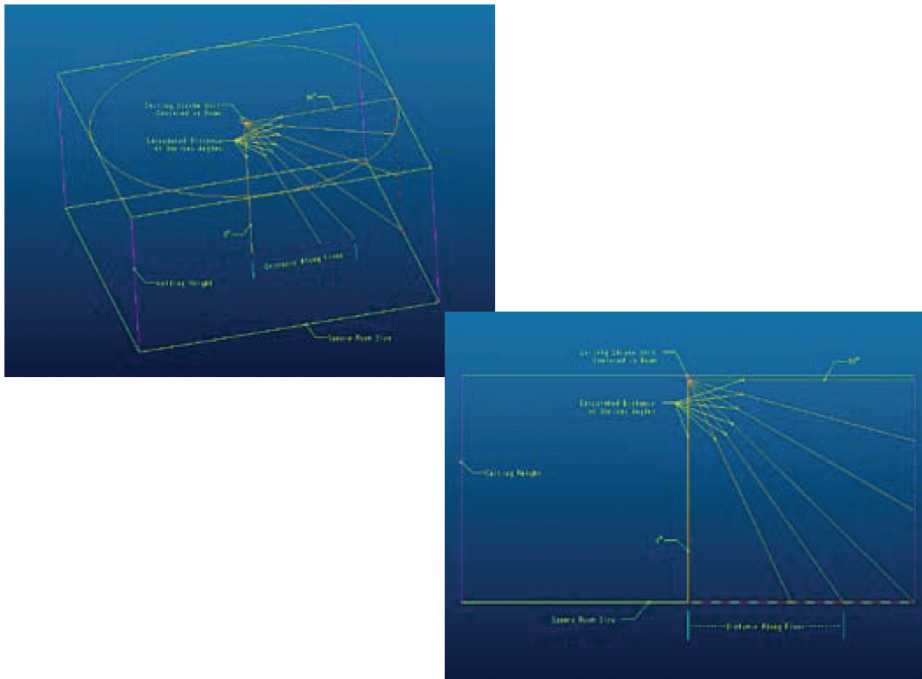 Ceiling Strobe Unit
Centered in Room
90°
Calculated Distance
at Various Angles
0°
Distance Along Floor
Ceiling Height
Square Room Size
Ceiling Strobe Unit
Centered in Room
90°
Calculated Distance
at Various Angles
Ceiling Height
0°
Square Room Size
Distance Along Floor